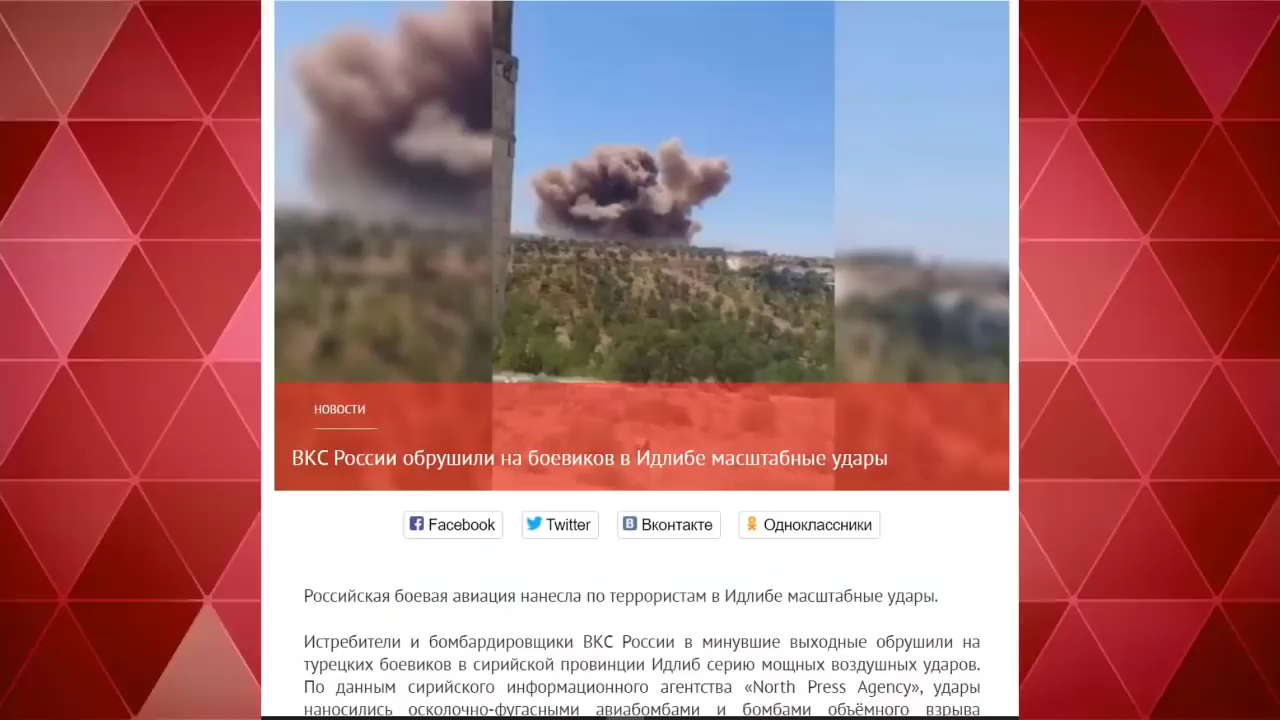 НОВОСТИ
ВКС России обрушили на боевиков в Идлибе масштабные удары
Facebook Twitter Вконтакте Одноклассники
Российская боевая авиация нанесла по террористам в Идлибе масштабные удары.
Истребители и бомбардировщики ВКС России в минувшие выходные обрушили на
турецких боевиков в сирийской провинции Идлиб серию мощных воздушных ударов.
По данным сирийского информационного агентства «North Press Agency», удары
наносились осколочно-фугасными авиабомбами и бомбами объёмного взрыва